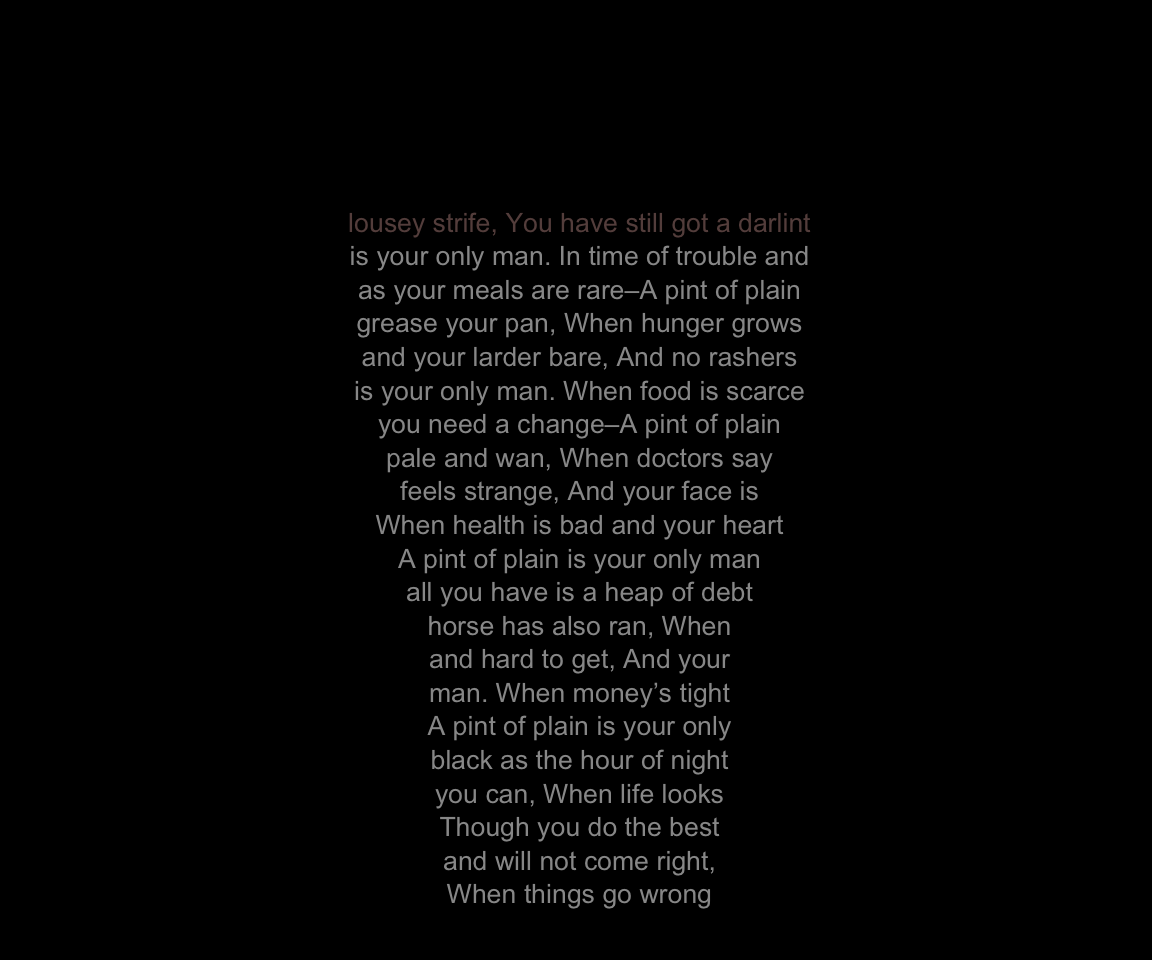 lousey strife, You have still got a darlint
is your only man. In time of trouble and
as your meals are rare—A pint of plain
grease your pan, When hunger grows
and your larder bare, And no rashers
is your only man. When food is scarce
you need a change—A pint of plain
pale and wan, When doctors say
feels strange, And your face is
When health is bad and your heart
A pint of plain is your only man
all you have is a heap of debt
horse has also ran, When
and hard to get, And your
man. When money’s tight
A pint of plain is your only
black as the hour of night
you can, When life looks
Though you do the best
and will not come right,
When things go wrong